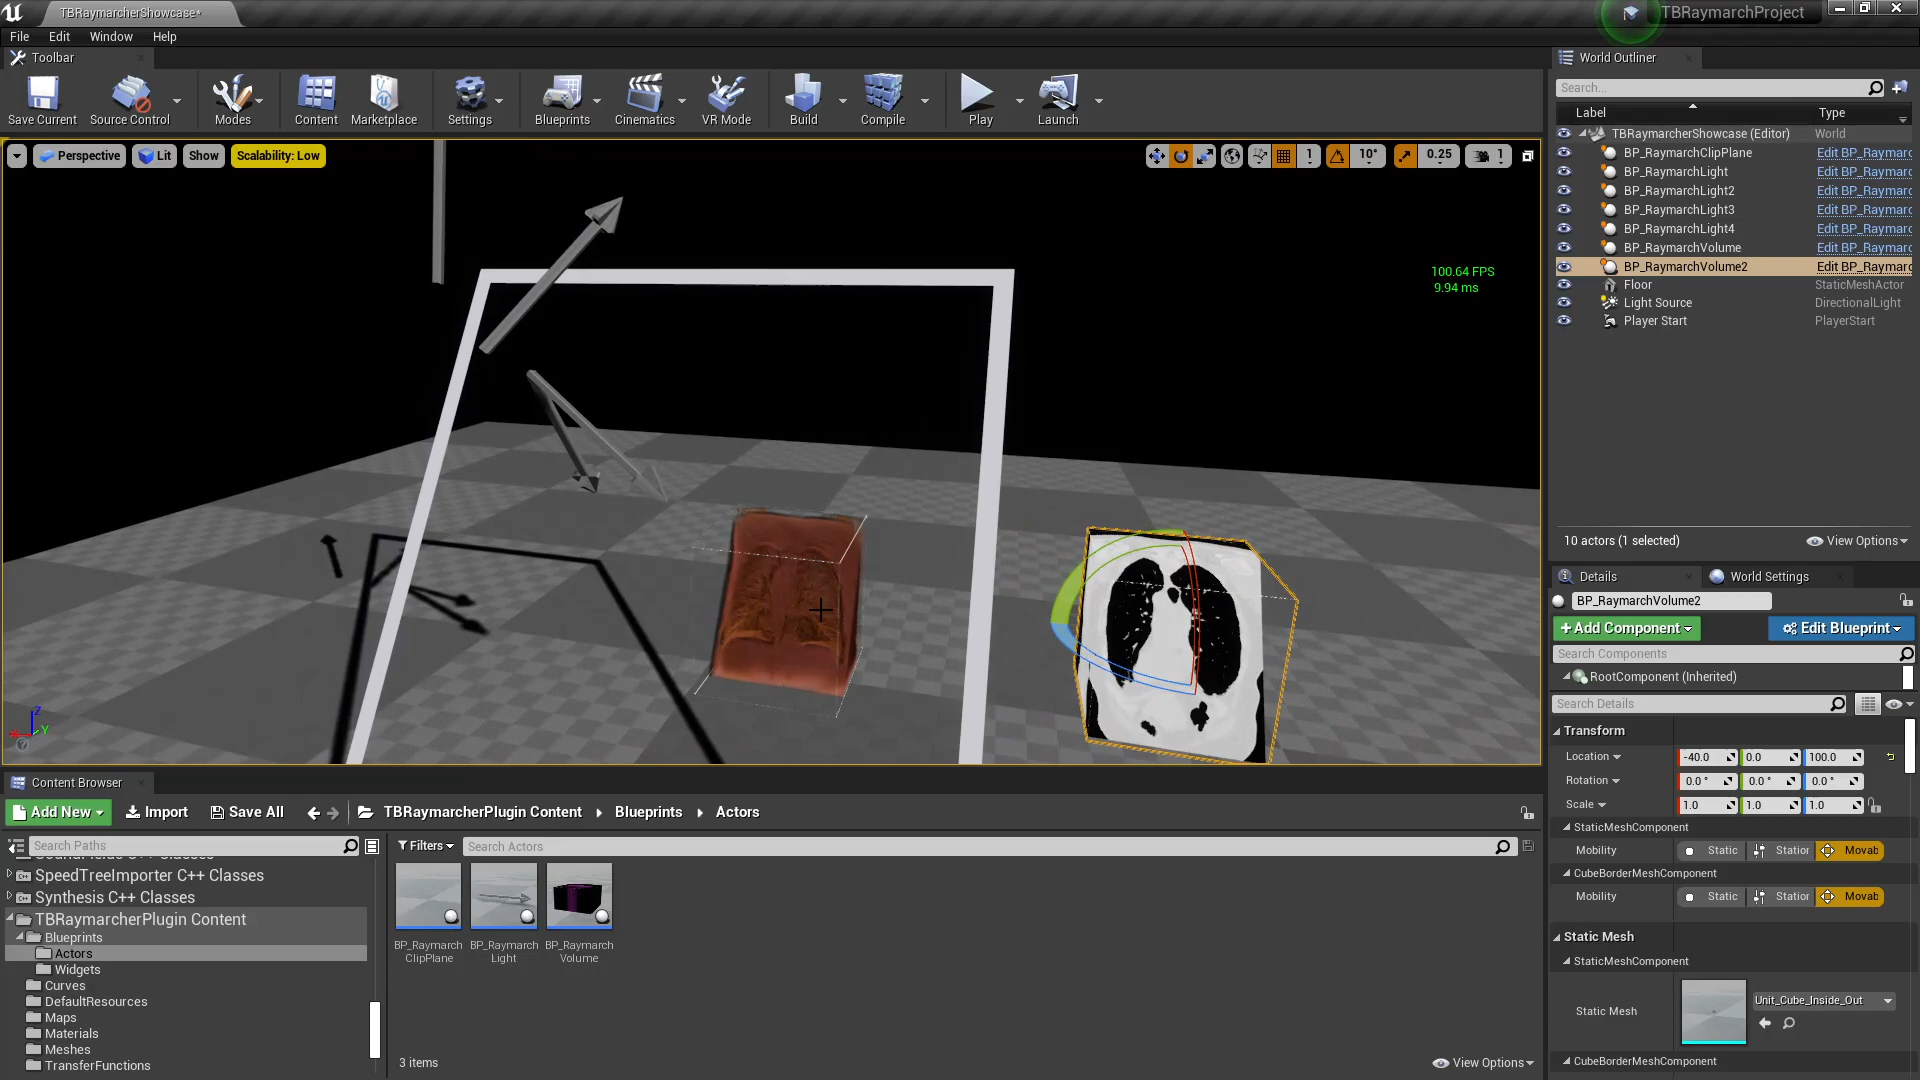 TBRaymarcherShowcase*
TBRaymarchProject
File Edit Window Help
Toolbar
World Outliner
Save Current
Source Control
Modes
Content
Marketplace
Settings
Blueprints
Cinematics
VR Mode
Build
Compile
Play
Launch
Search...
Label
Type
TBRaymarcherShowcase (Editor) World
BP_RaymarchClipPlane Edit BP_Raymarc
BP_RaymarchLight Edit BP_Raymarc
BP_RaymarchLight2 Edit BP_Raymarc
BP_RaymarchLight3 Edit BP_Raymarc
BP_RaymarchLight4 Edit BP_Raymarc
BP_RaymarchVolume Edit BP_Raymarc
BP_RaymarchVolume2 Edit BP_Raymarc
Floor StaticMeshActor
Light Source DirectionalLight
Player Start PlayerStart
10 actors (1 selected)
View Options
Perspective
Lit
Show
Scalability: Low
1
10°
0.25
1
100.64 FPS
9.94 ms
Z
Y
Details
World Settings
BP_RaymarchVolume2
+Add Component
Edit Blueprint
Search Components
RootComponent (Inherited)
Search Details
Transform
Location -40.0 0.0 100.0
Rotation 0.0 ° 0.0 ° 0.0 °
Scale 1.0 1.0 1.0
StaticMeshComponent
Mobility Static Station Movab
CubeBorderMeshComponent
Mobility Static Station Movab
Static Mesh
StaticMeshComponent
Static Mesh
Unit_Cube_Inside_Out
CubeBorderMeshComponent
Content Browser
Add New
Import
Save All
TBRaymarcherPlugin Content
Blueprints
Actors
Search Paths
Filters
Search Actors
SpeedTreeImporter C++ Classes
Synthesis C++ Classes
TBRaymarcherPlugin Content
Blueprints
Actors
Widgets
Curves
DefaultResources
Maps
Materials
Meshes
TransferFunctions
BP_Raymarch
ClipPlane
BP_Raymarch
Light
BP_Raymarch
Volume
3 items
View Options